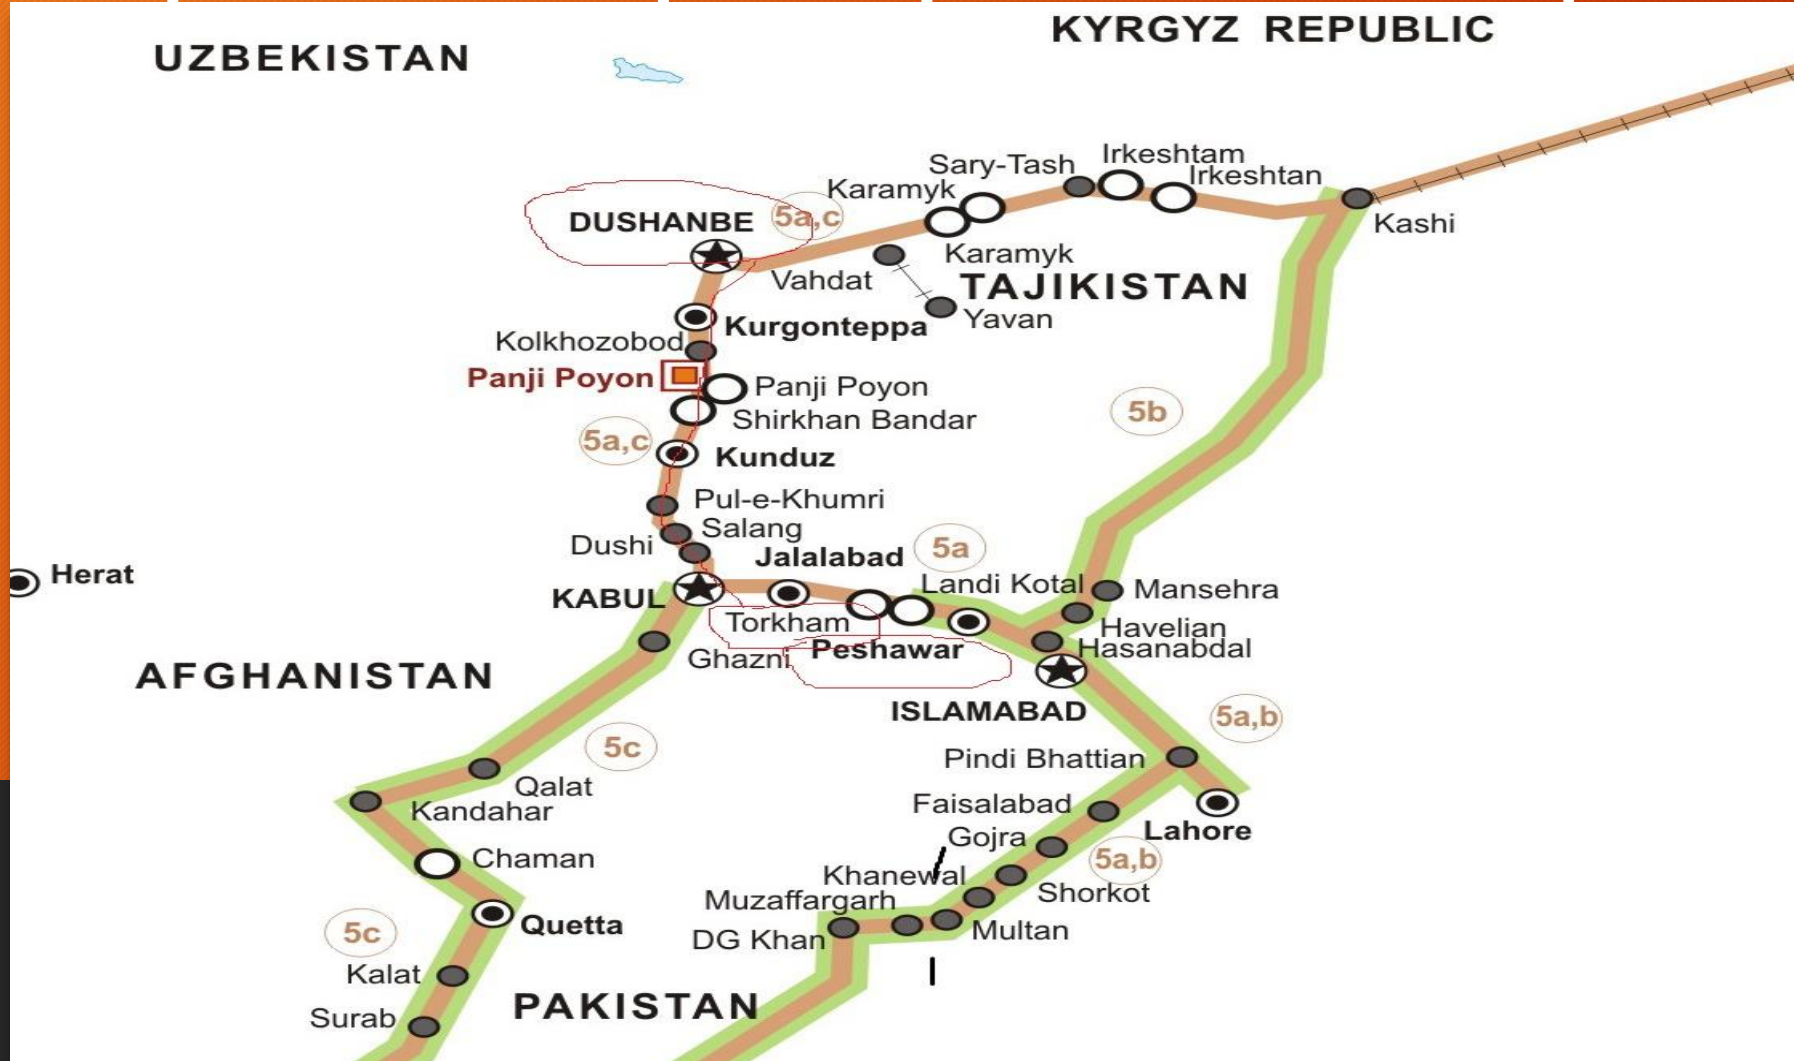 KYRGYZ REPUBLIC
UZBEKISTAN
Irkeshtam
Sary-Tash
Irkeshtan
Karamyk
5a,c
DUSHANBE
Kashi
Karamyk
Vahdat
TAJIKISTAN
Yavan
Kurgonteppa
Kolkhozobod
Panji Poyon
Panji Poyon
5b
Shirkhan Bandar
5a,c
Kunduz
Pul-e-Khumri
Salang
Dushi
5a
Jalalabad
Herat
Landi Kotal
Mansehra
KABUL
Torkham
Havelian
Hasanabdal
Peshawar
Ghazni
AFGHANISTAN
ISLAMABAD
5a,b
5c
Pindi Bhattian
Qalat
Kandahar
Faisalabad
Lahore
Gojra
Chaman
5a,b
Khanewal
Shorkot
Muzaffargarh
Quetta
5c
Multan
DG Khan
Kalat
PAKISTAN
Surab